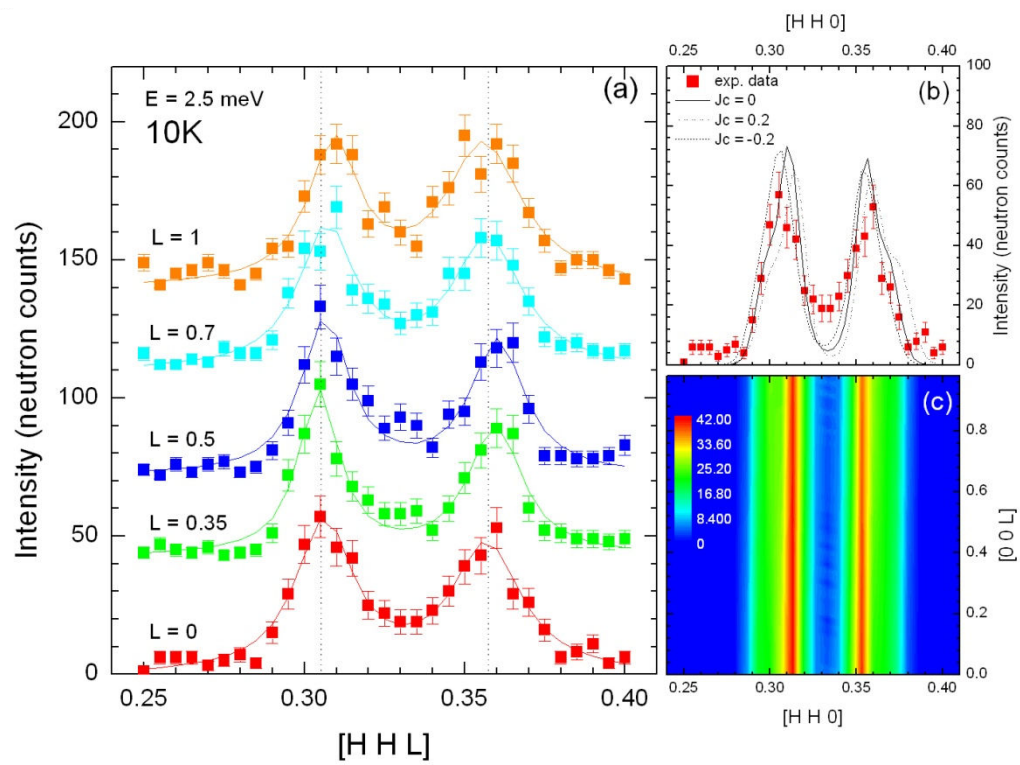 E = 2.5 meV
10K
(a)
L = 1
L = 0.7
L = 0.5
L = 0.35
L = 0
200
150
100
50
0
0.25
0.30
0.35
0.40
Intensity (neutron counts)
[H H L]
[H H 0]
0.25
0.30
0.35
0.40
exp. data
Jc = 0
Jc = 0.2
Jc = -0.2
(b)
100
80
60
40
20
0
Intensity (neutron counts)
(c)
42.00
33.60
25.20
16.80
8.400
0
0.8
0.6
0.4
0.2
0.0
[0 0 L]
0.25
0.30
0.35
0.40
[H H 0]